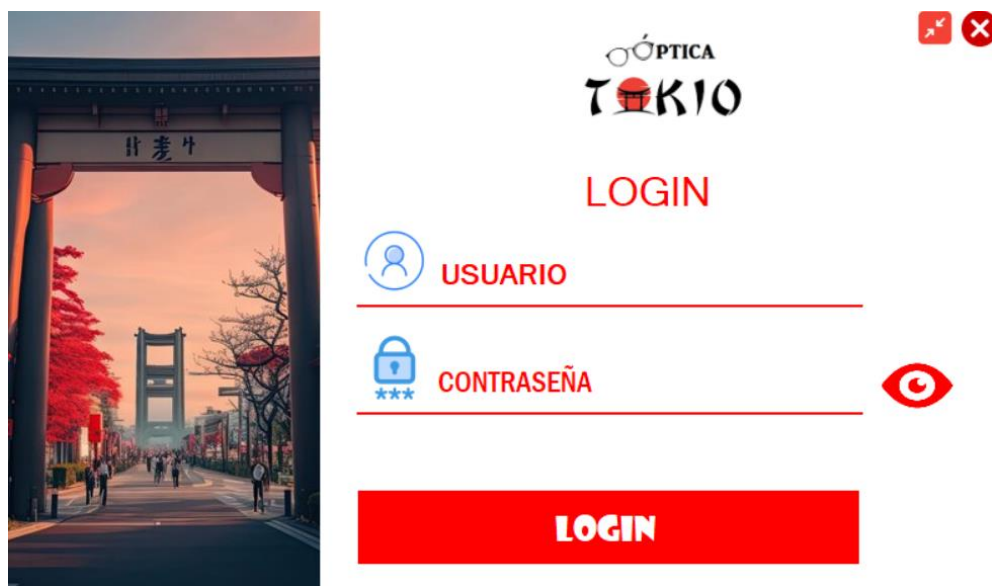 ÓPTICA
TOKIO
LOGIN
USUARIO
CONTRASEÑA
***
LOGIN